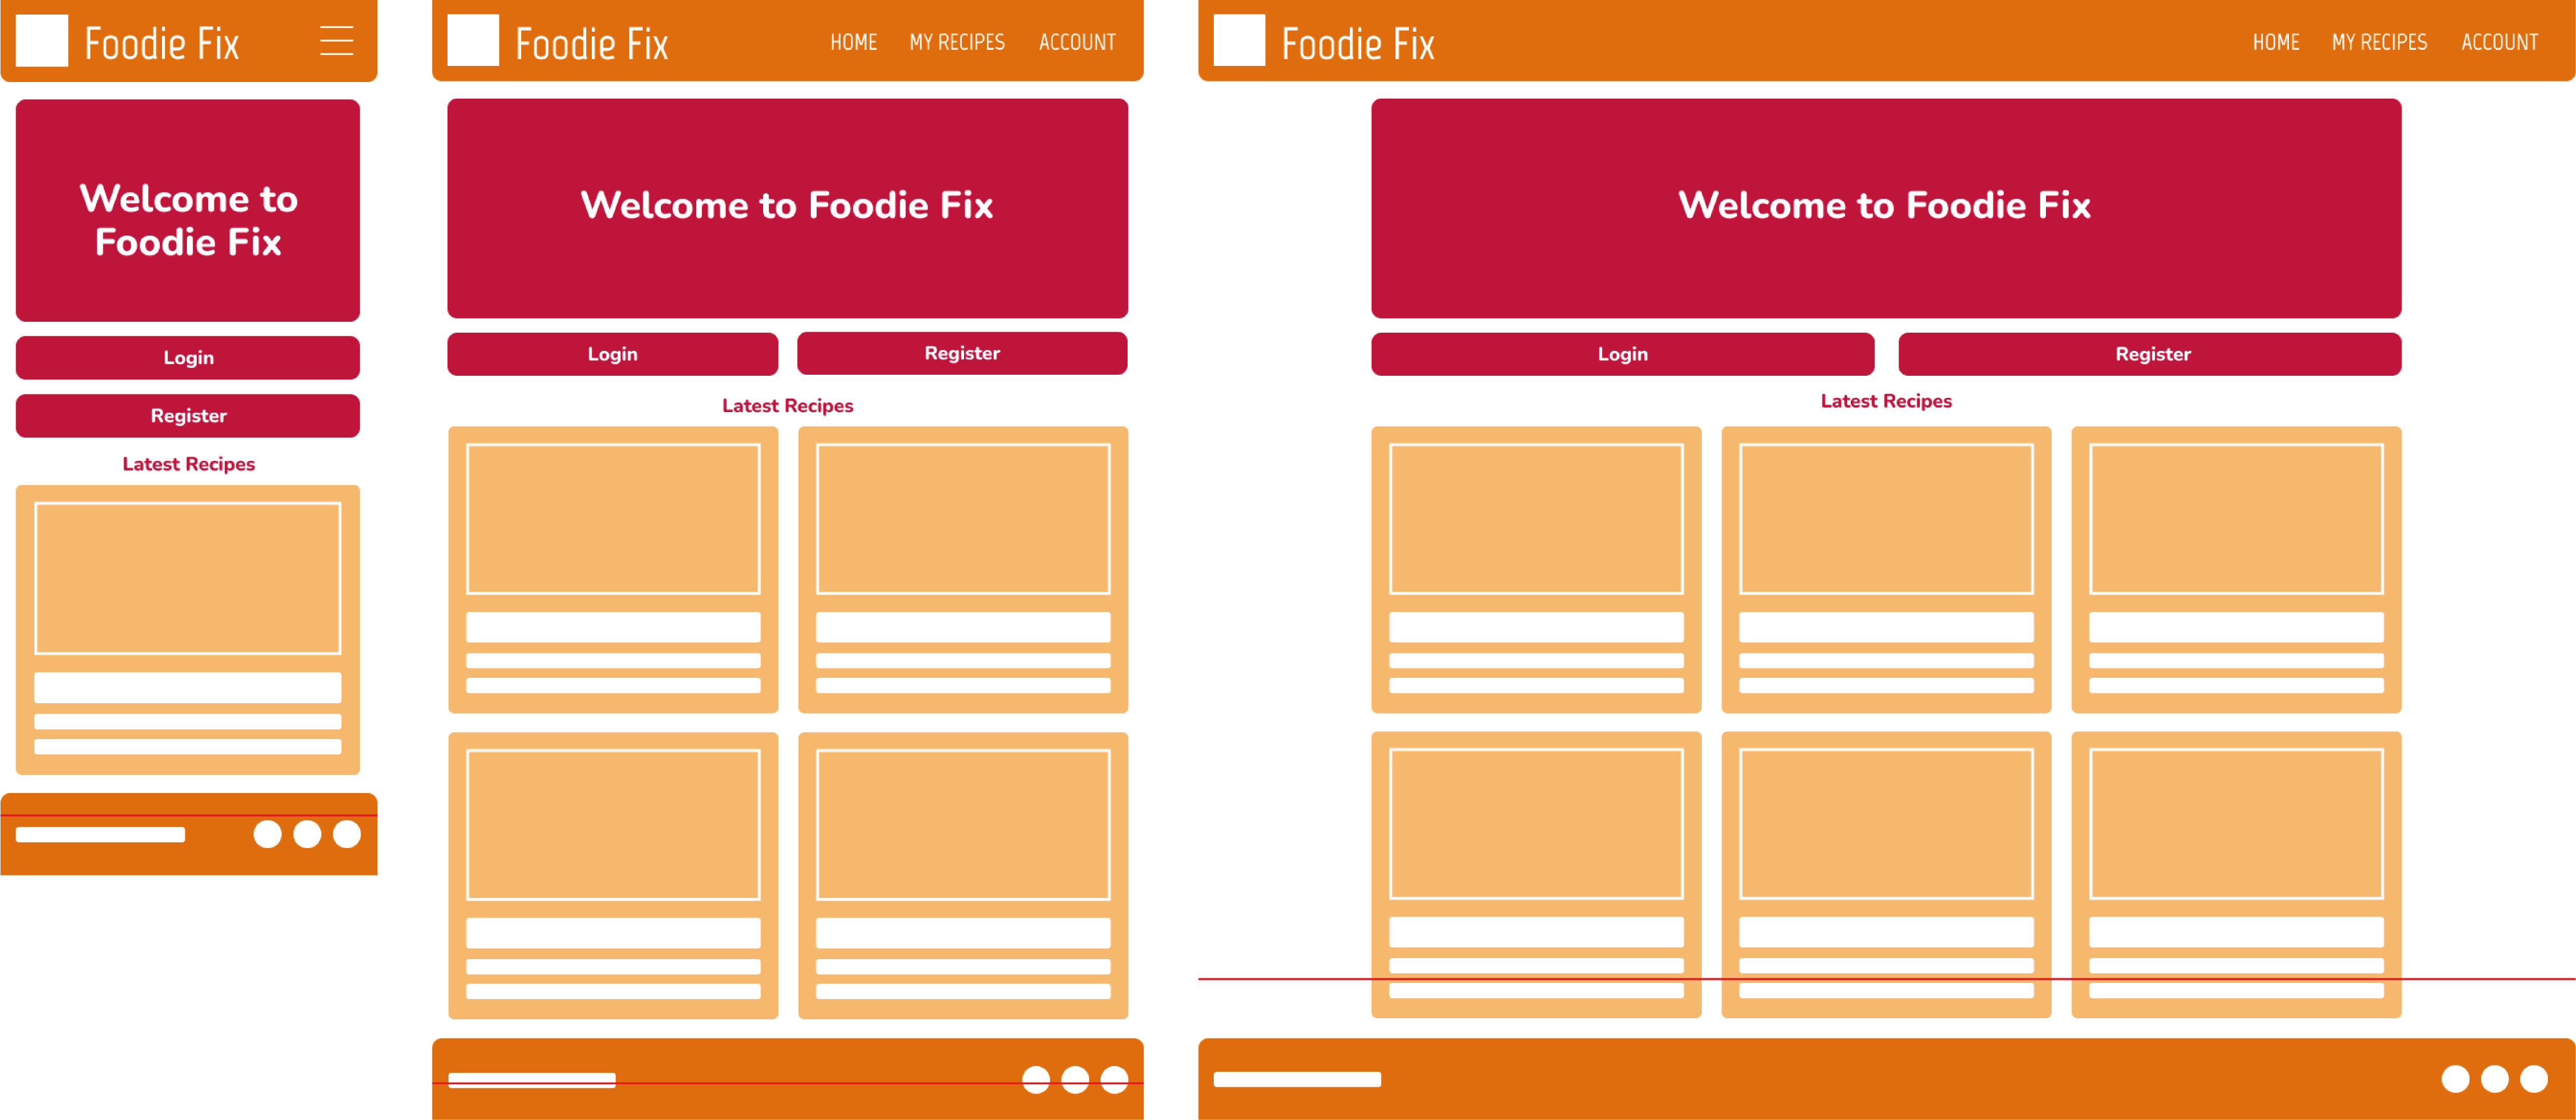 Foodie Fix
Welcome to
Foodie Fix
Login
Register
Latest Recipes
Foodie Fix
HOME MY RECIPES ACCOUNT
Welcome to Foodie Fix
Login Register
Latest Recipes
Foodie Fix
HOME MY RECIPES ACCOUNT
Welcome to Foodie Fix
Login Register
Latest Recipes